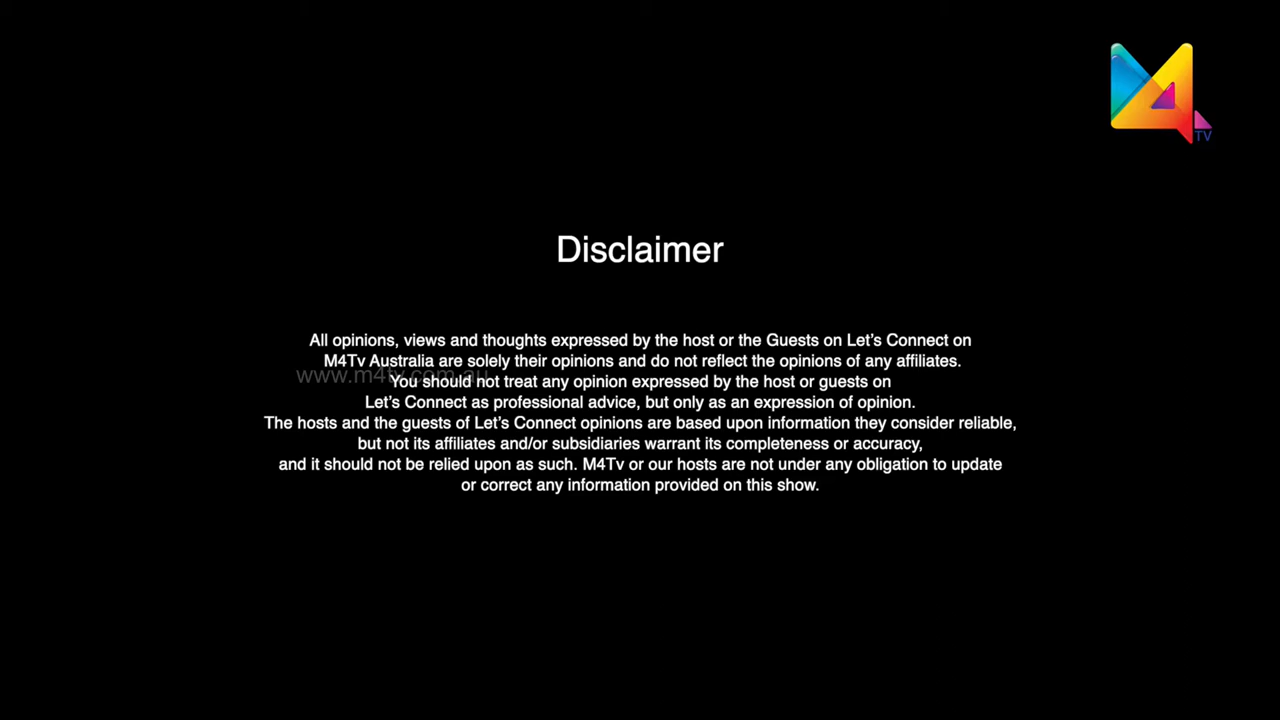 M4
TV
Disclaimer
All opinions, views and thoughts expressed by the host or the Guests on Let's Connect on
M4Tv Australia are solely their opinions and do not reflect the opinions of any affiliates.
www.m4tv.com.au
You should not treat any opinion expressed by the host or guests on
Let's Connect as professional advice, but only as an expression of opinion.
The hosts and the guests of Let's Connect opinions are based upon information they consider reliable,
but not its affiliates and/or subsidiaries warrant its completeness or accuracy,
and it should not be relied upon as such. M4Tv or our hosts are not under any obligation to update
or correct any information provided on this show.